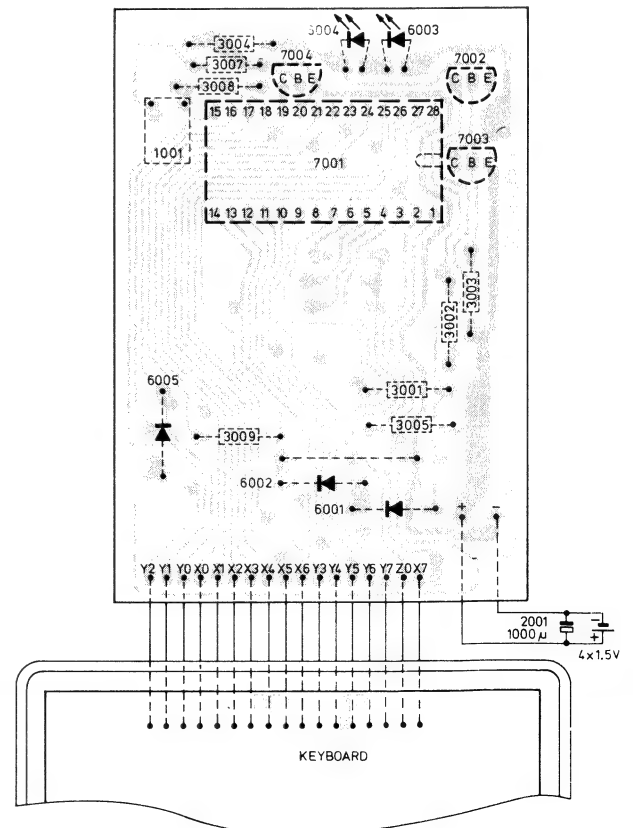 6004 6003
3004
3007
3008
7004
C B E
7002
C B E
15 16 17 18 19 20 21 22 23 24 25 26 27 28
1001
7001
7003
C B E
14 13 12 11 10 9 8 7 6 5 4 3 2 1
3003
3002
6005
3001
3005
3009
6002
6001
+ -
Y2 Y1 Y0 X0 X1 X2 X3 X4 X5 X6 Y3 Y4 Y5 Y6 Y7 Z0 X7
2001
1000µ
-
+
4x1.5V
KEYBOARD